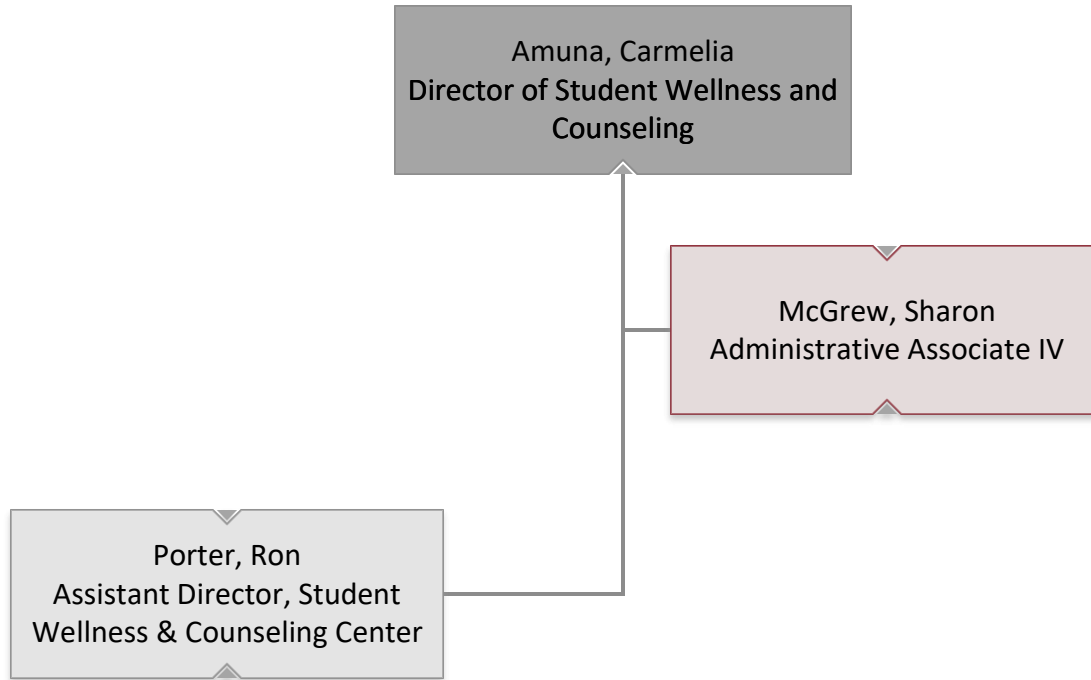 Amuna, Carmelia
Director of Student Wellness and
Counseling
McGrew, Sharon
Administrative Associate IV
Porter, Ron
Assistant Director, Student
Wellness & Counseling Center